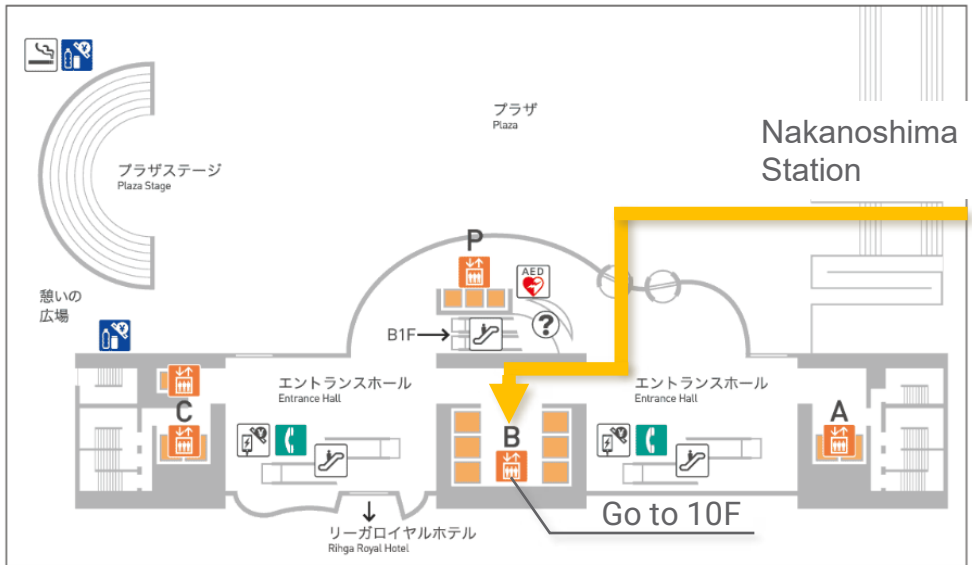 プラザ
Plaza
Nakanoshima
Station
プラザステージ
Plaza Stage
P
AED
憩いの
広場
B1F
?
エントランスホール
Entrance Hall
エントランスホール
Entrance Hall
C
B
A
Go to 10F
リーガロイヤルホテル
Rihga Royal Hotel